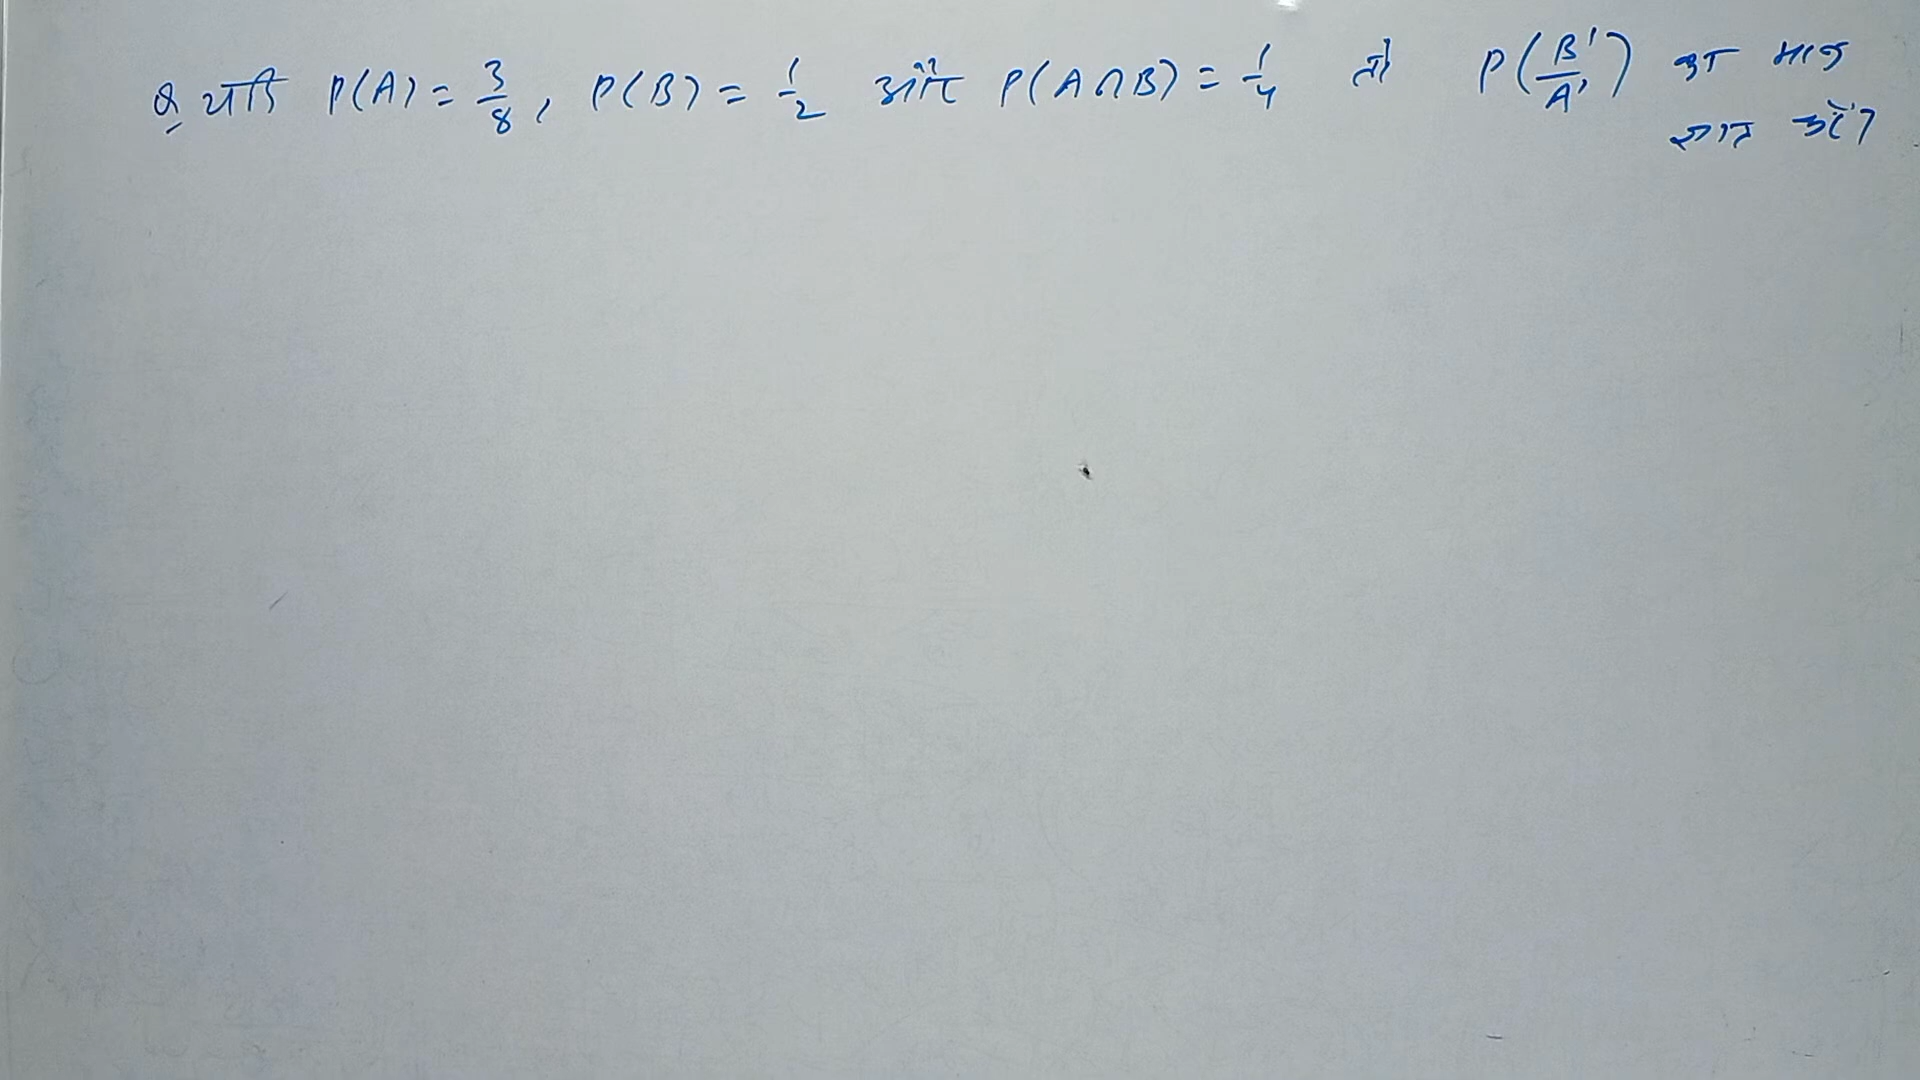 Q. यदि P(A) = 3/8, P(B) = 1/2 और P(A∩B) = 1/4 तो P(B'/A') का मान
ज्ञात करें।